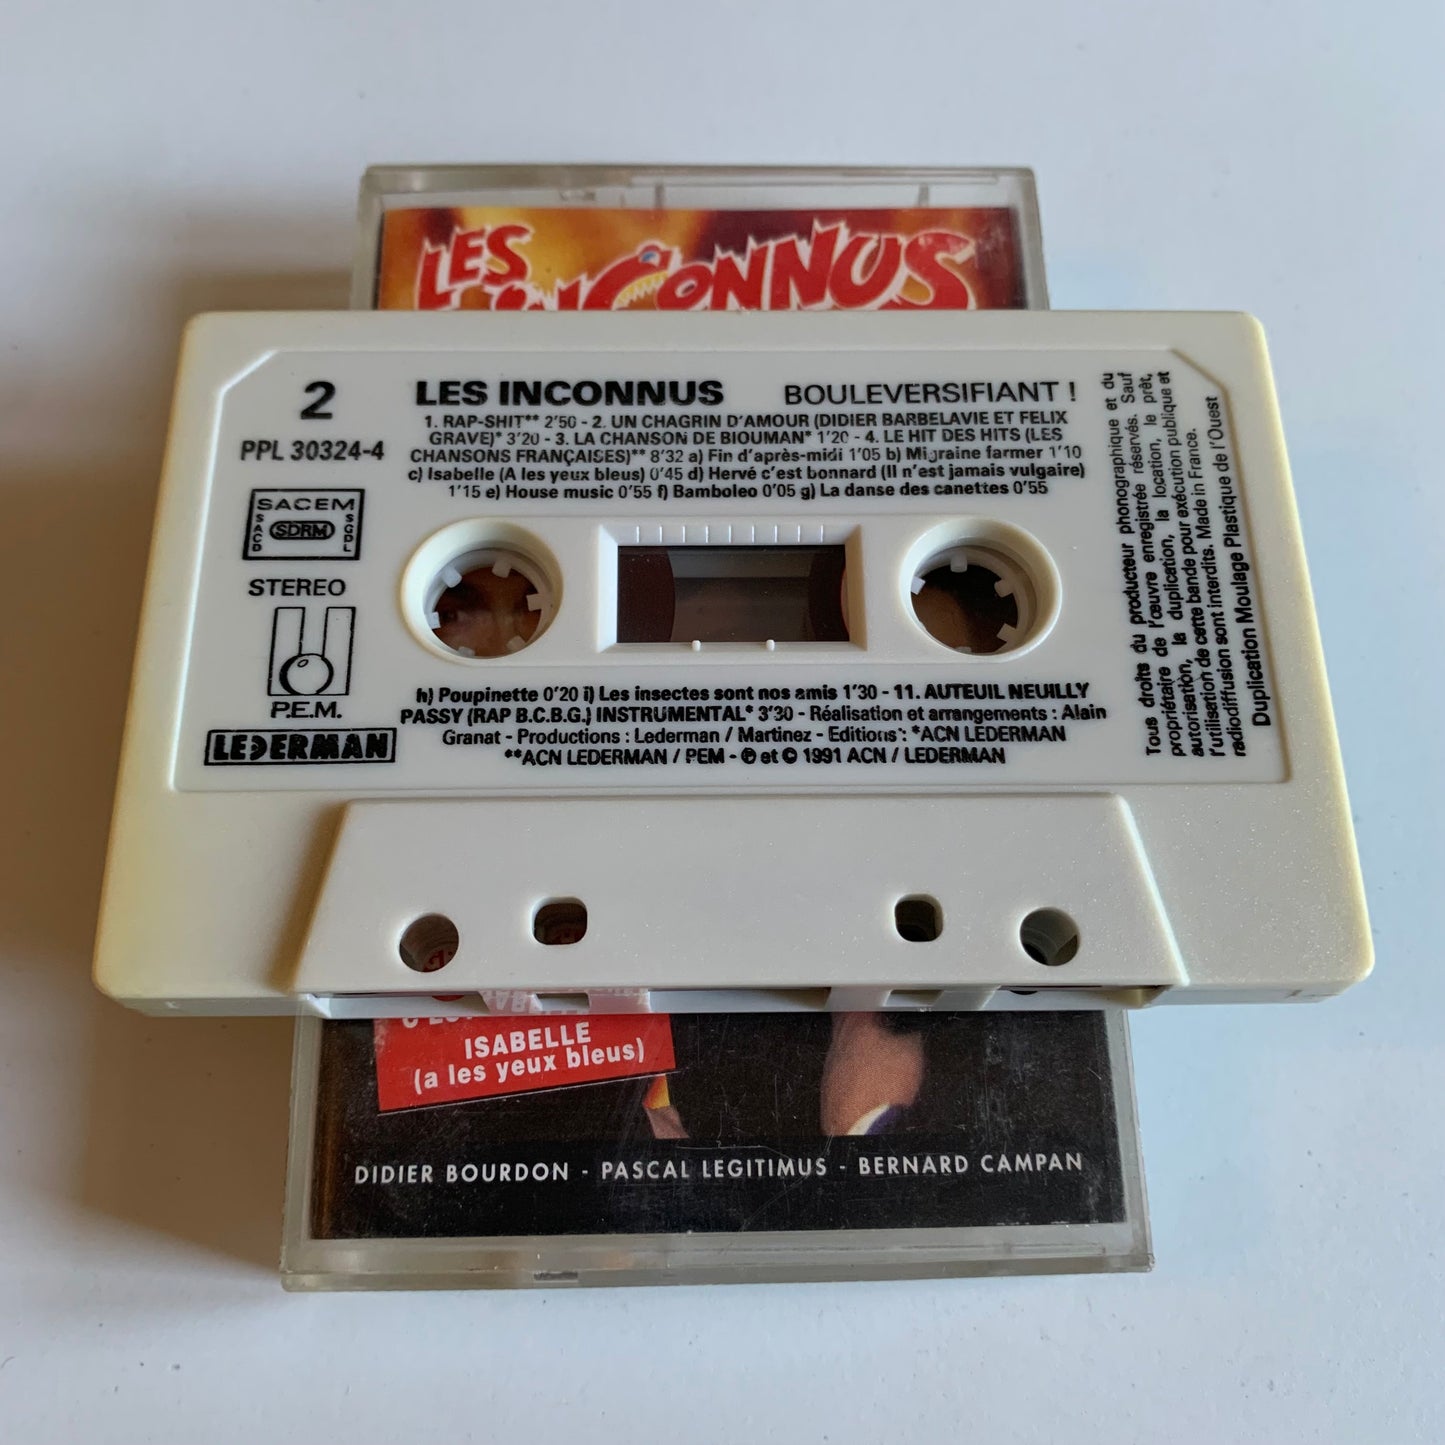 LES
INCONNUS
2
PPL 30324-4
SACEM
SACD
SDRM
SGDL
STEREO
P.E.M.
LEDERMAN
LES INCONNUS BOULEVERSIFIANT !
1. RAP-SHIT** 2'50 - 2. UN CHAGRIN D'AMOUR (DIDIER BARBELAVIE ET FELIX
GRAVE)* 3'20 - 3. LA CHANSON DE BIOUMAN* 1'20 - 4. LE HIT DES HITS (LES
CHANSONS FRANÇAISES)** 8'32 a) Fin d'après-midi 1'05 b) Migraine farmer 1'10
c) Isabelle (A les yeux bleus) 0'45 d) Hervé c'est bonnard (Il n'est jamais vulgaire)
1'15 e) House music 0'55 f) Bamboleo 0'05 g) La danse des canettes 0'55
h) Poupinette 0'20 i) Les insectes sont nos amis 1'30 - 11. AUTEUIL NEUILLY
PASSY (RAP B.C.B.G.) INSTRUMENTAL* 3'30 - Réalisation et arrangements : Alain
Granat - Productions : Lederman / Martinez - Editions : *ACN LEDERMAN
**ACN LEDERMAN / PEM - ℗ et © 1991 ACN / LEDERMAN
Tous droits du producteur phonographique et du
propriétaire de l'œuvre enregistrée réservés. Sauf
autorisation, la duplication, la location, le prêt,
l'utilisation de cette bande pour exécution publique et
radiodiffusion sont interdits. Made in France.
Duplication Moulage Plastique de l'Ouest
ISABELLE
(a les yeux bleus)
DIDIER BOURDON - PASCAL LEGITIMUS - BERNARD CAMPAN